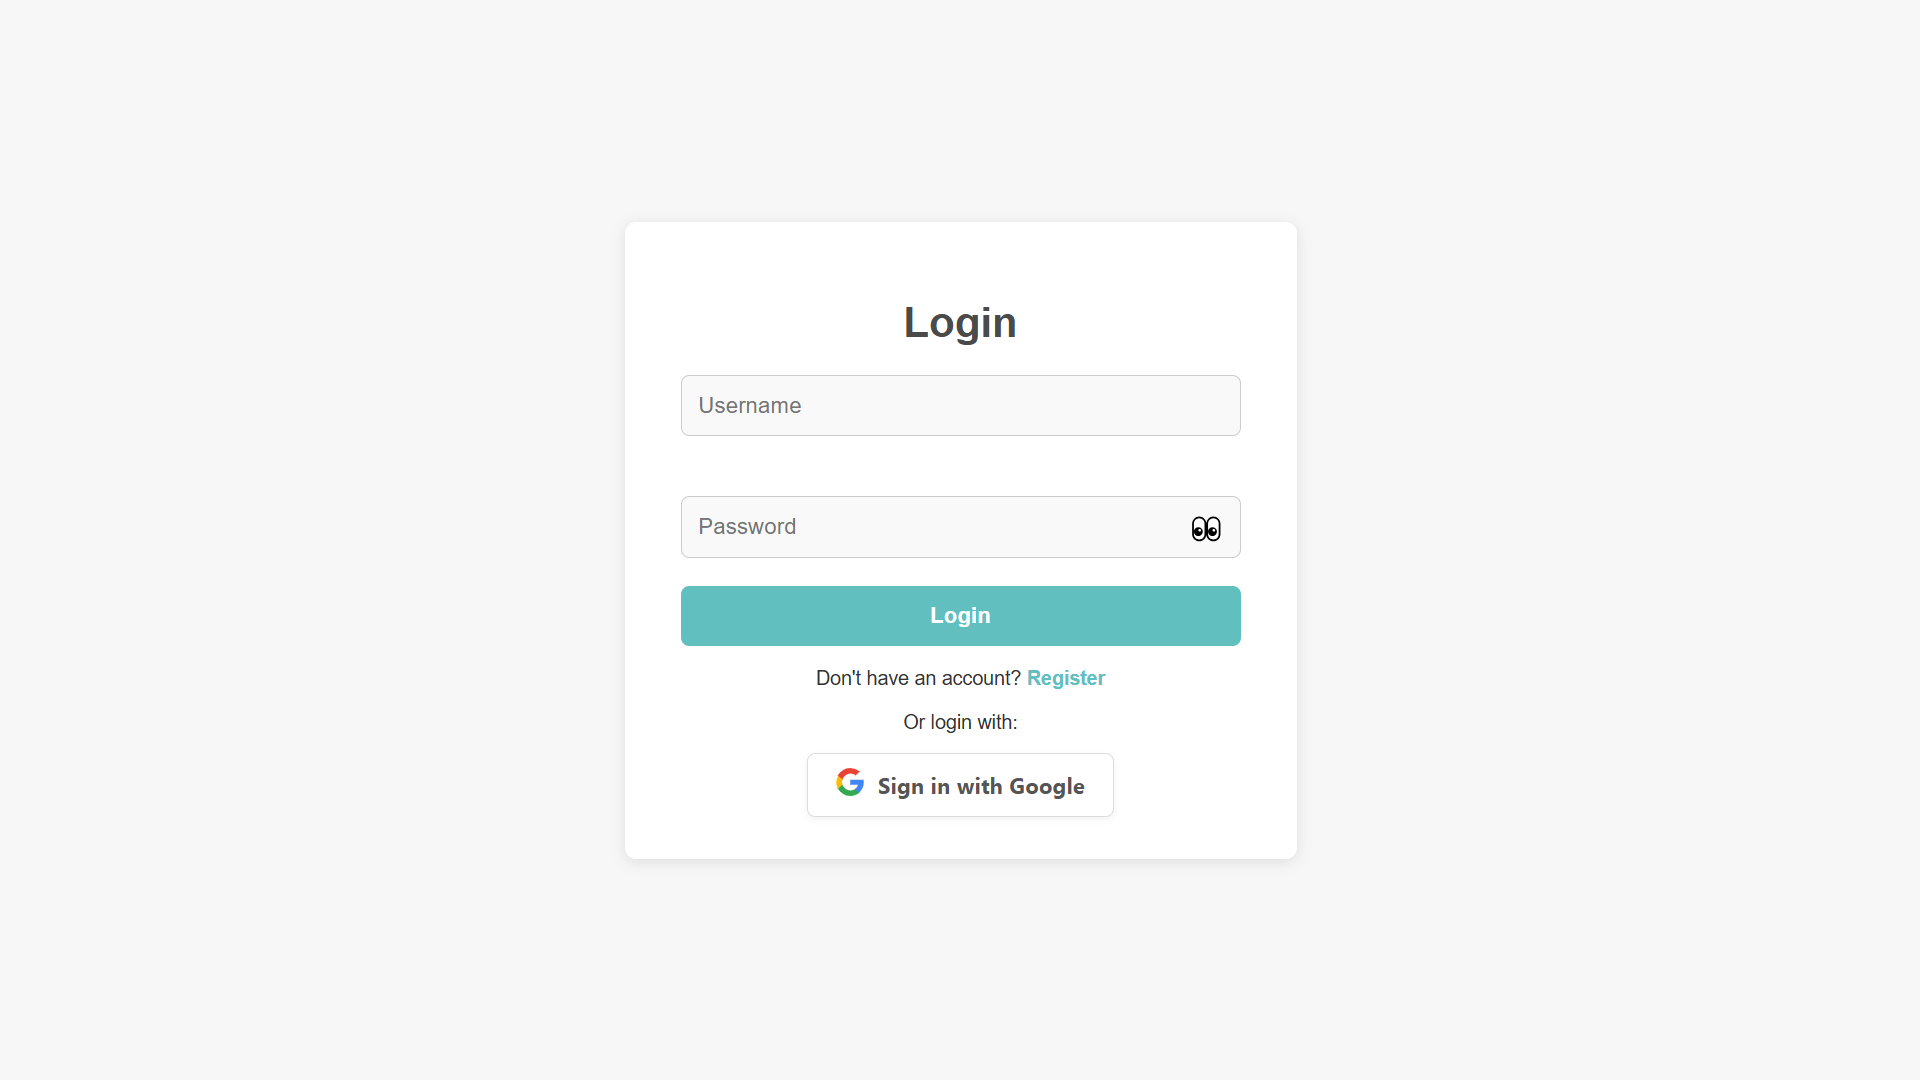 Login
Username
Password
Login
Don't have an account? Register
Or login with:
Sign in with Google